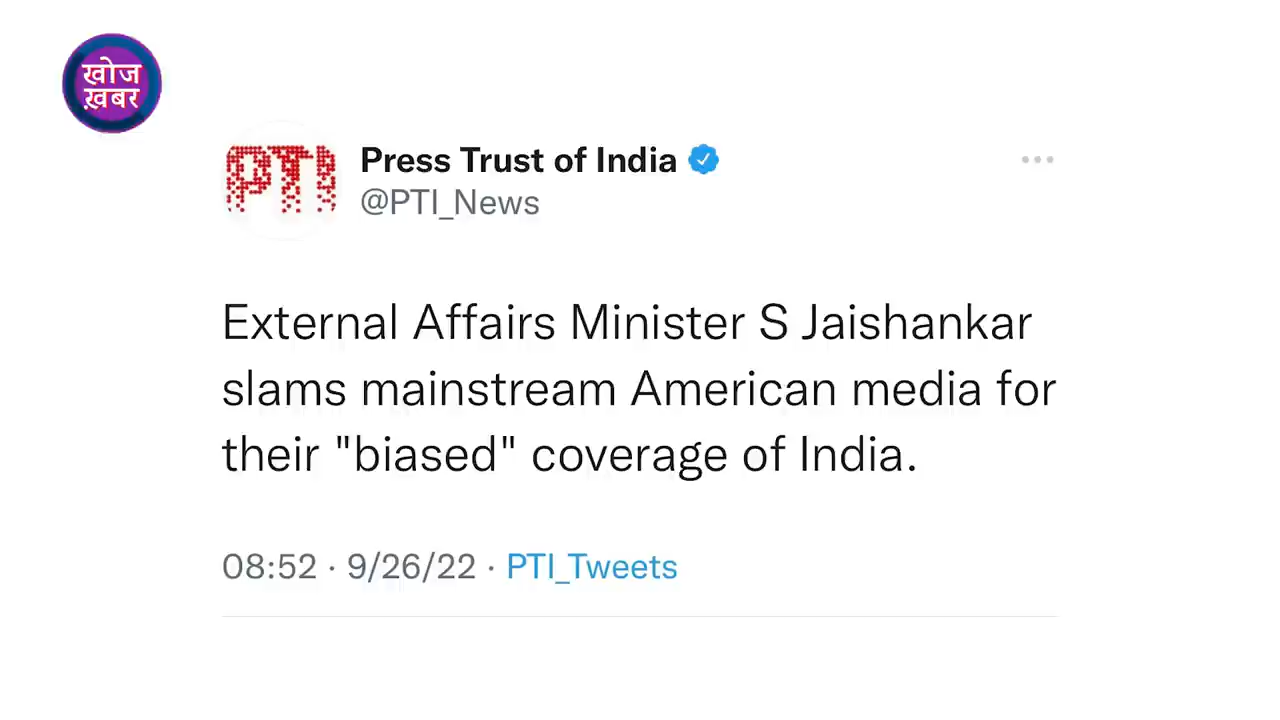 खोज
ख़बर
PTI
Press Trust of India
@PTI_News
External Affairs Minister S Jaishankar
slams mainstream American media for
their "biased" coverage of India.
08:52 · 9/26/22 · PTI_Tweets